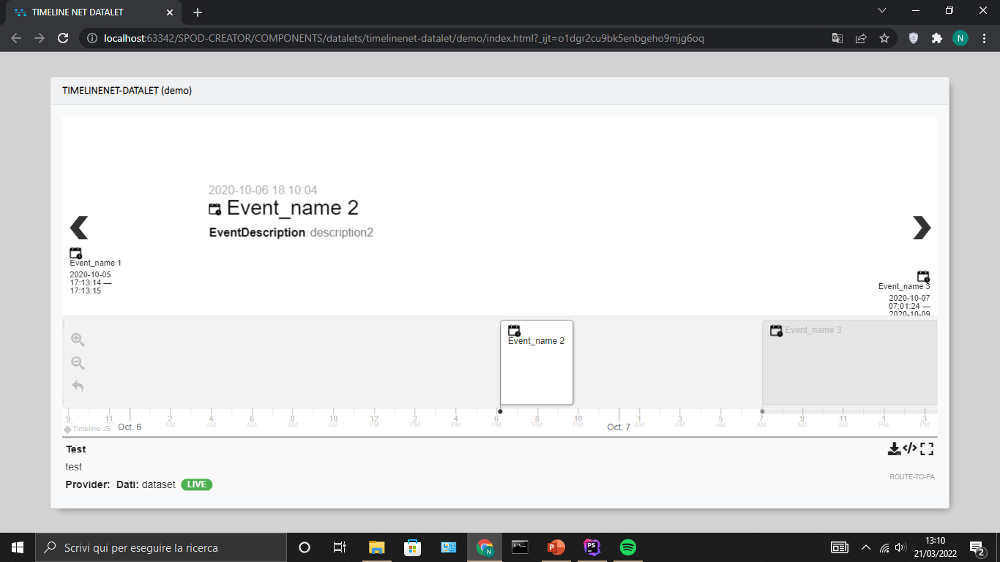 TIMELINE NET DATALET
localhost:63342/SPOD-CREATOR/COMPONENTS/datalets/timelinenet-datalet/demo/index.html?_ijt=o1dgr2cu9bk5enbgeho9mjg6oq
N
TIMELINENET-DATALET (demo)
2020-10-06 18:10:04
Event_name 2
EventDescription: description2
Event_name 1
2020-10-05
17:13:14 —
17:13:15
Event_name 3
2020-10-07
07:01:24 —
2020-10-09
Event_name 2
Event_name 3
9 11 2 4 6 8 10 12 2 4 6 8 10 1 3 5 7 9 11 1 3
AM AM AM AM AM PM PM PM PM PM PM AM AM AM AM AM AM PM PM
Timeline JS Oct. 6 Oct. 7
Test
test
Provider: Dati: dataset LIVE
ROUTE-TO-PA
Scrivi qui per eseguire la ricerca
N
P
PS
13:10
21/03/2022
2